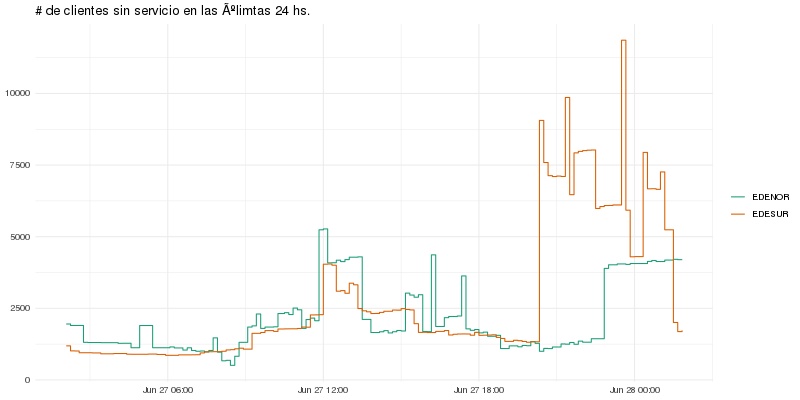 # de clientes sin servicio en las Ãºlimtas 24 hs.
10000
7500
5000
2500
0
Jun 27 06:00
Jun 27 12:00
Jun 27 18:00
Jun 28 00:00
EDENOR
EDESUR